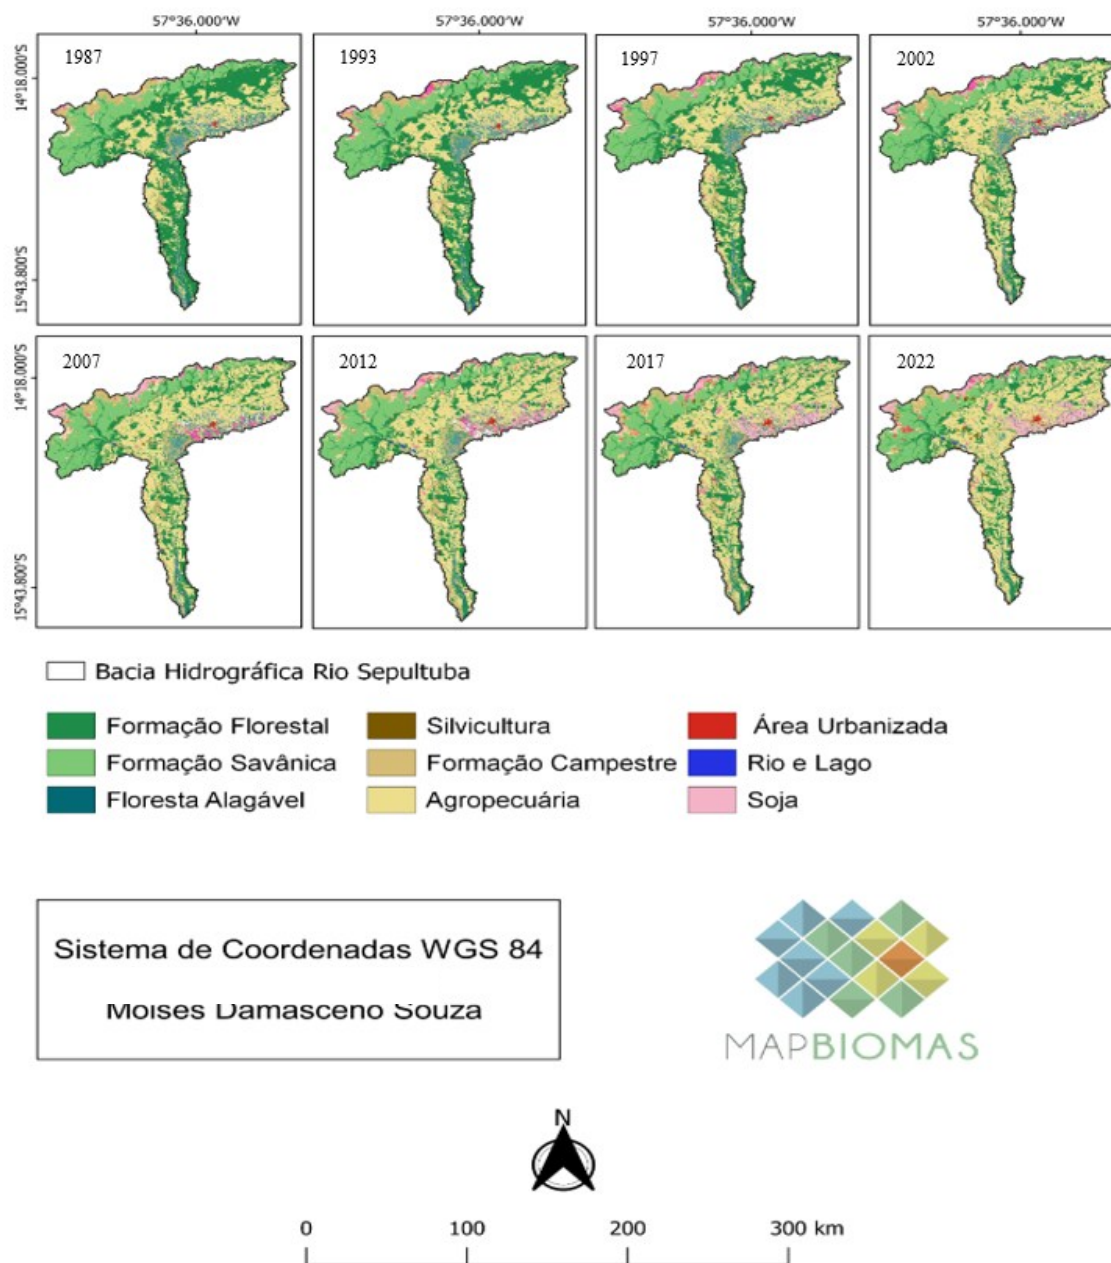 57°36.000'W 57°36.000'W 57°36.000'W 57°36.000'W
14°18.000'S
1987 1993 1997 2002
15°43.800'S
14°18.000'S
2007 2012 2017 2022
15°43.800'S
Bacia Hidrográfica Rio Sepultuba
Formação Florestal Silvicultura Área Urbanizada
Formação Savânica Formação Campestre Rio e Lago
Floresta Alagável Agropecuária Soja
Sistema de Coordenadas WGS 84
Moises Damasceno Souza
MAPBIOMAS
N
0 100 200 300 km